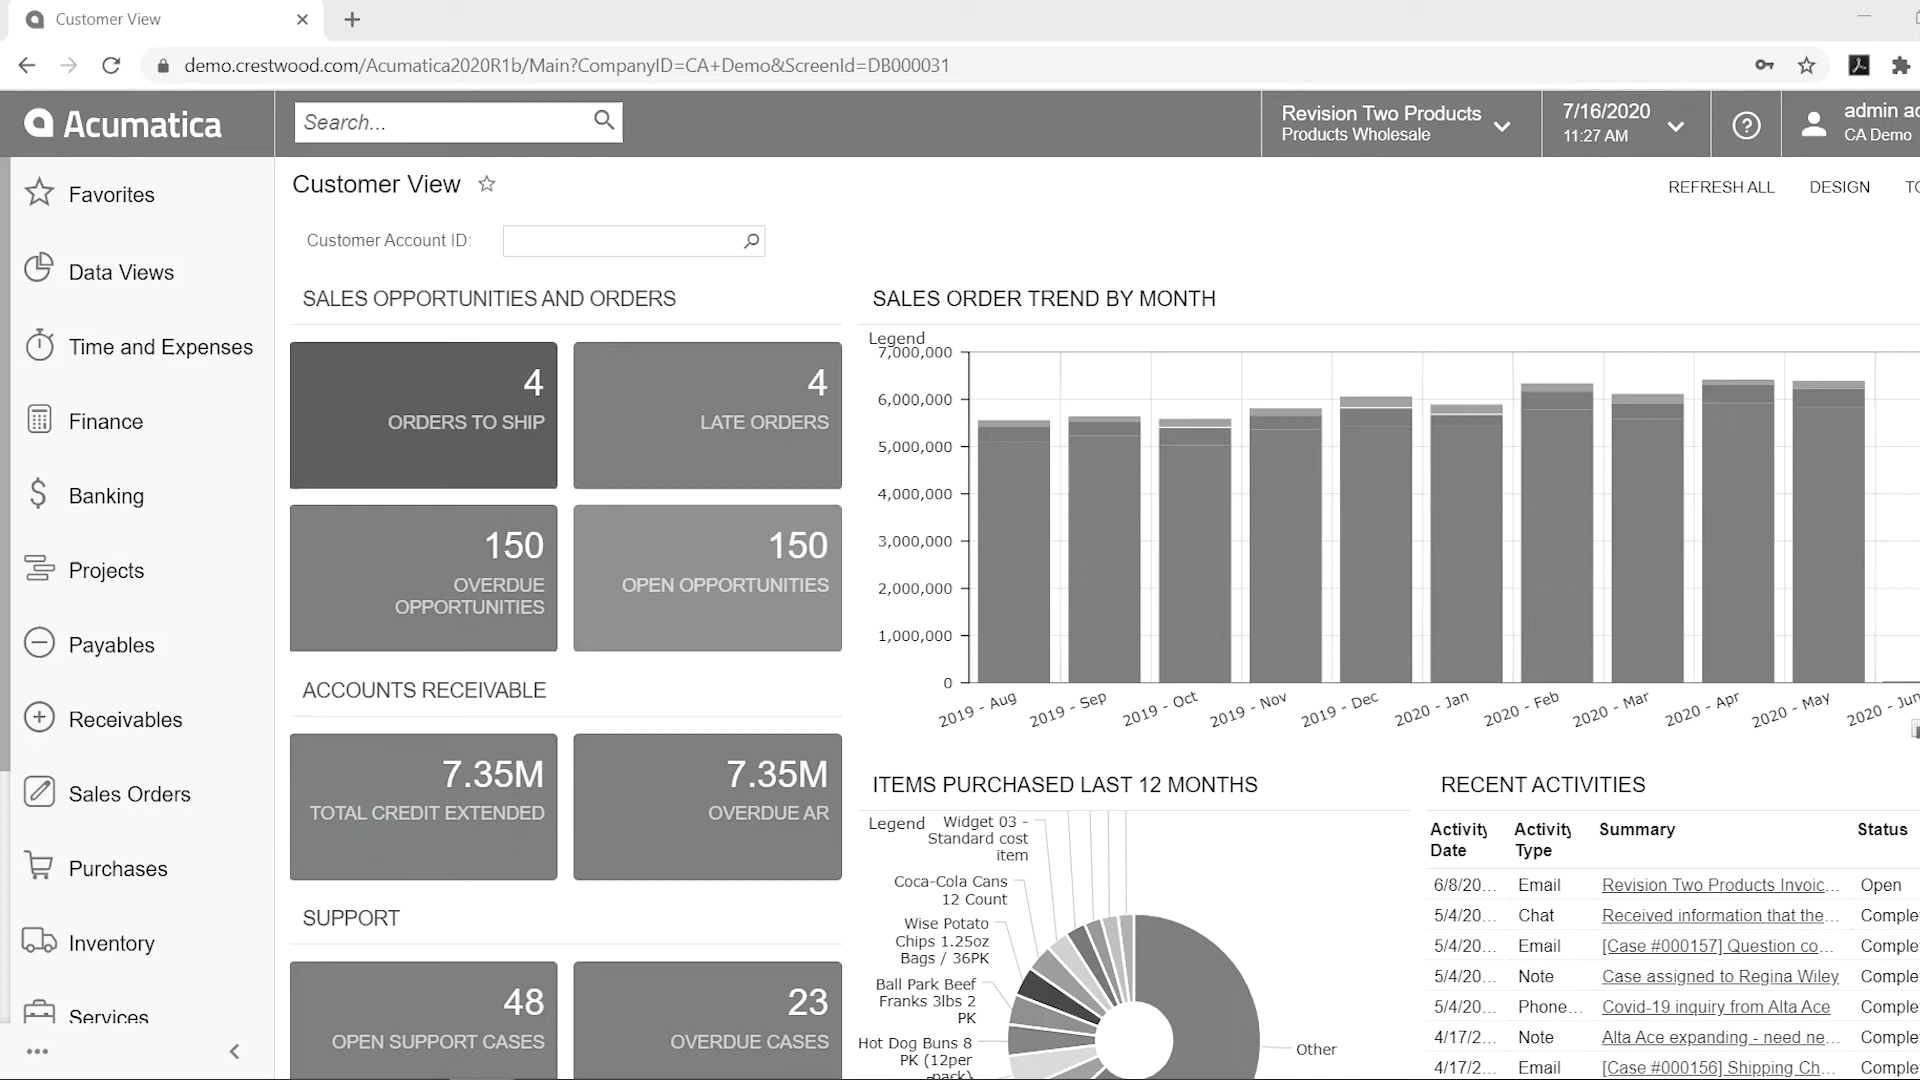 Customer View
demo.crestwood.com/Acumatica2020R1b/Main?CompanyID=CA+Demo&ScreenId=DB000031
Acumatica
Search...
Revision Two Products
Products Wholesale
7/16/2020
11:27 AM
admin
CA Demo
Favorites
Data Views
Time and Expenses
Finance
Banking
Projects
Payables
Receivables
Sales Orders
Purchases
Inventory
Services
Customer View
REFRESH ALL
DESIGN
Customer Account ID:
SALES OPPORTUNITIES AND ORDERS
4
ORDERS TO SHIP
4
LATE ORDERS
150
OVERDUE
OPPORTUNITIES
150
OPEN OPPORTUNITIES
ACCOUNTS RECEIVABLE
7.35M
TOTAL CREDIT EXTENDED
7.35M
OVERDUE AR
SUPPORT
48
OPEN SUPPORT CASES
23
OVERDUE CASES
SALES ORDER TREND BY MONTH
Legend
7,000,000
6,000,000
5,000,000
4,000,000
3,000,000
2,000,000
1,000,000
0
2019 - Aug
2019 - Sep
2019 - Oct
2019 - Nov
2019 - Dec
2020 - Jan
2020 - Feb
2020 - Mar
2020 - Apr
2020 - May
2020 - Jun
ITEMS PURCHASED LAST 12 MONTHS
Legend
Widget 03 -
Standard cost
item
Coca-Cola Cans
12 Count
Wise Potato
Chips 1.25oz
Bags / 36PK
Ball Park Beef
Franks 3lbs 2
PK
Hot Dog Buns 8
PK (12per
pack)
Other
RECENT ACTIVITIES
Activity Date Activity Type Summary Status
6/8/20... Email Revision Two Products Invoic... Open
5/4/20... Chat Received information that the... Comple
5/4/20... Email [Case #000157] Question co... Comple
5/4/20... Note Case assigned to Regina Wiley Comple
5/4/20... Phone... Covid-19 inquiry from Alta Ace Comple
4/17/2... Note Alta Ace expanding - need ne... Comple
4/17/2... Email [Case #000156] Shipping Ch... Comple